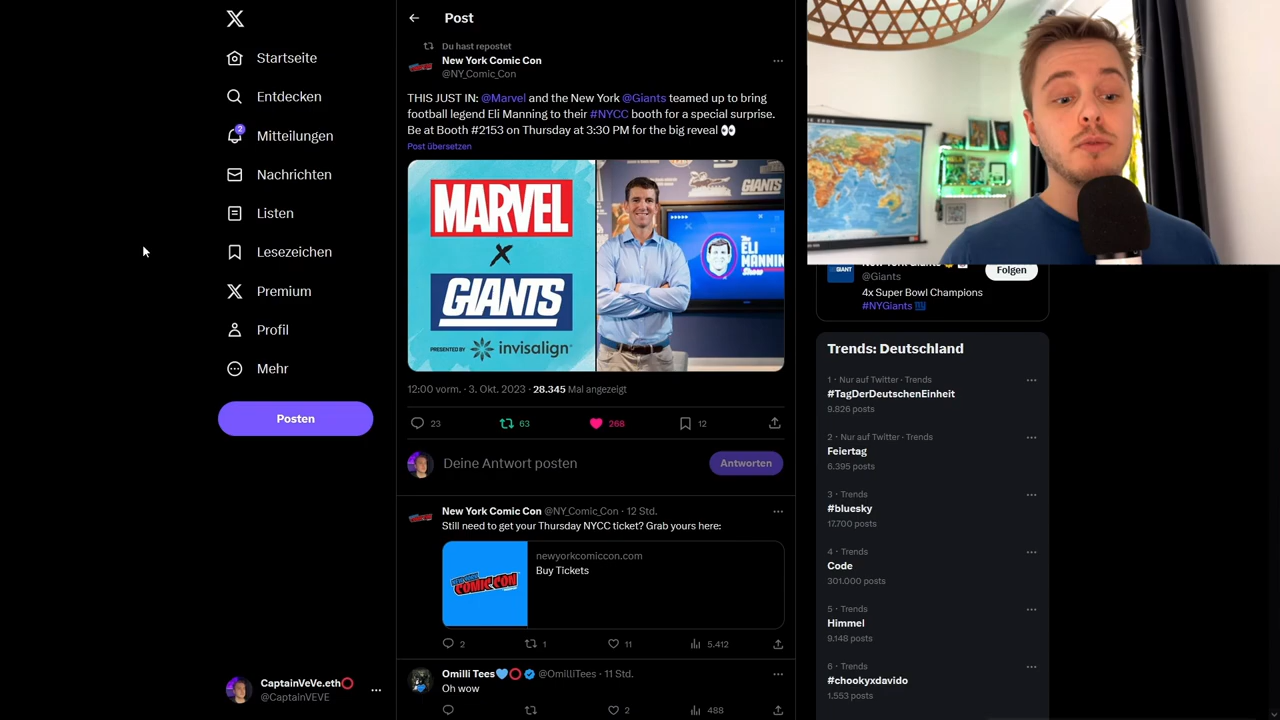 Startseite
Entdecken
2
Mitteilungen
Nachrichten
Listen
Lesezeichen
Premium
Profil
Mehr
Posten
CaptainVeVe.eth⭕
@CaptainVEVE
Post
Du hast repostet
New York Comic Con
@NY_Comic_Con
THIS JUST IN: @Marvel and the New York @Giants teamed up to bring
football legend Eli Manning to their #NYCC booth for a special surprise.
Be at Booth #2153 on Thursday at 3:30 PM for the big reveal 👀
Post übersetzen
MARVEL
X
GIANTS
PRESENTED BY invisalign
GIANTS
THE
ELI
MANNING
12:00 vorm. · 3. Okt. 2023 · 28.345 Mal angezeigt
23 63 268 12
Deine Antwort posten
Antworten
New York Comic Con @NY_Comic_Con · 12 Std.
Still need to get your Thursday NYCC ticket? Grab yours here:
NEW YORK
COMIC CON
newyorkcomiccon.com
Buy Tickets
2 1 11 5.412
Omilli Tees💙⭕ @OmilliTees · 11 Std.
Oh wow
2 488
@Giants
Folgen
4x Super Bowl Champions
#NYGiants
Trends: Deutschland
1 · Nur auf Twitter · Trends
#TagDerDeutschenEinheit
9.826 posts
2 · Nur auf Twitter · Trends
Feiertag
6.395 posts
3 · Trends
#bluesky
17.700 posts
4 · Trends
Code
301.000 posts
5 · Trends
Himmel
9.148 posts
6 · Trends
#chookyxdavido
1.553 posts